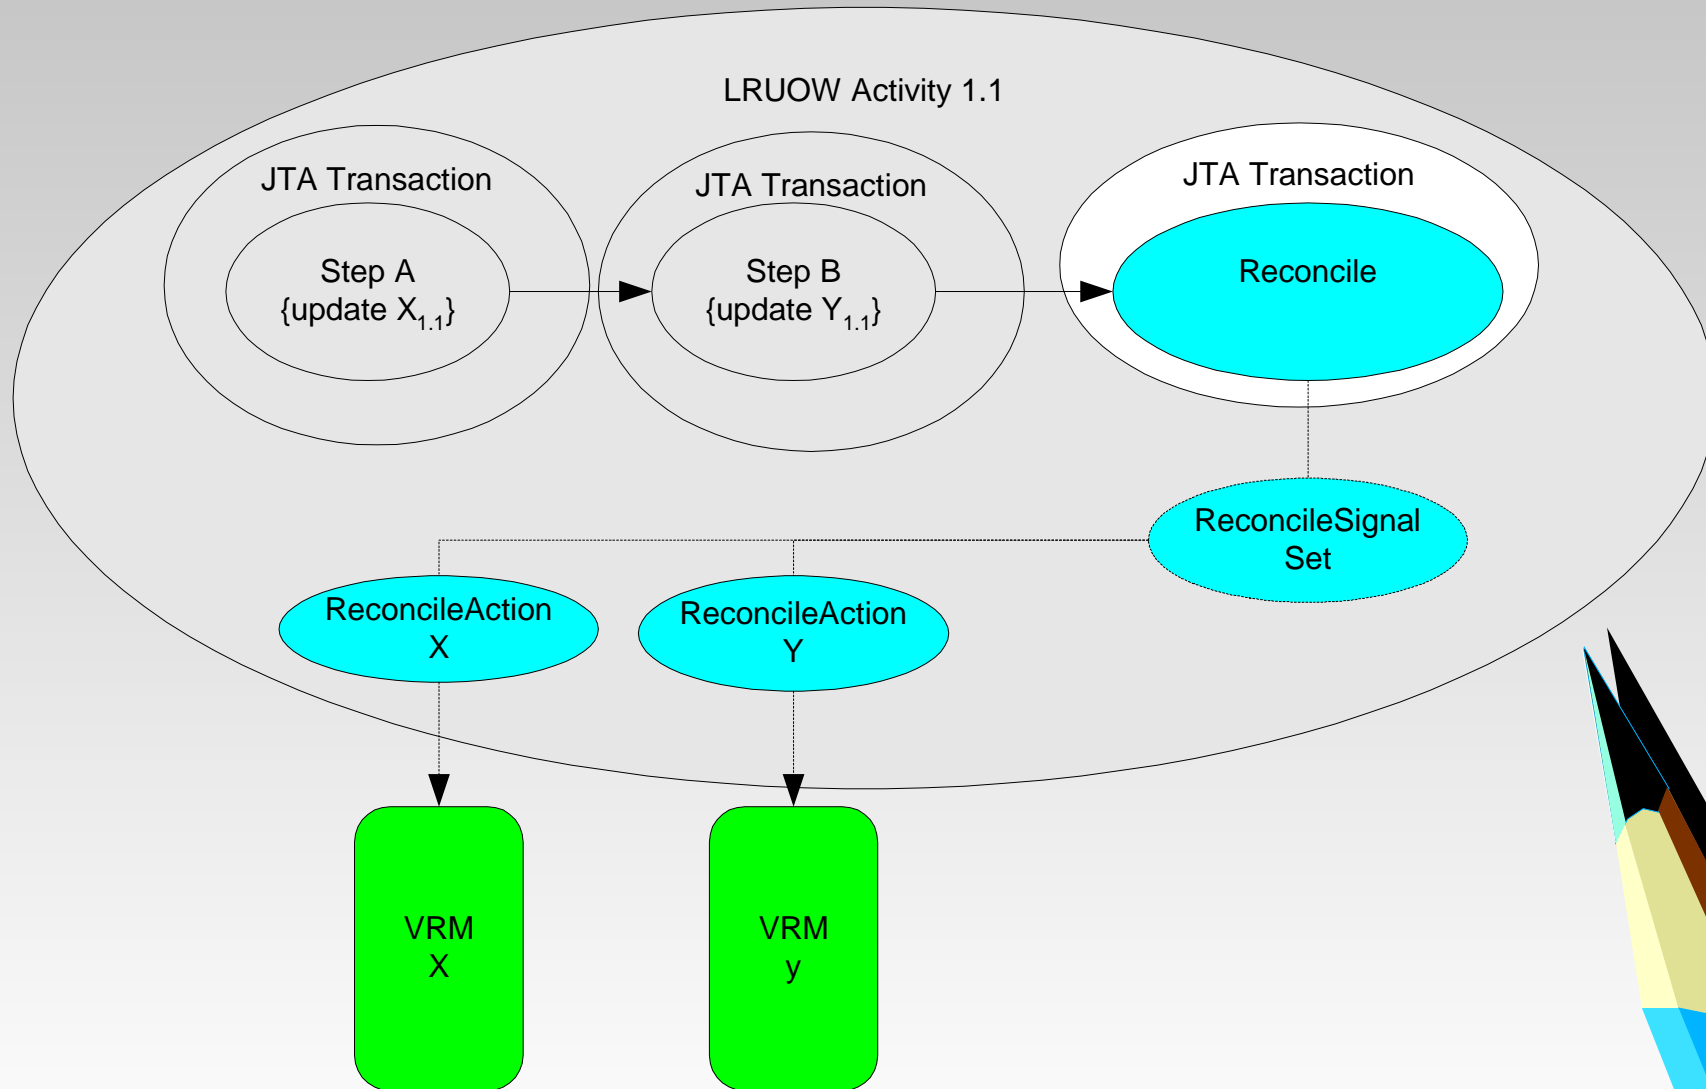 LRUOW Activity 1.1
JTA Transaction
JTA Transaction
JTA Transaction
Step A
{update X1.1}
Step B
{update Y1.1}
Reconcile
ReconcileSignal
Set
ReconcileAction
X
ReconcileAction
Y
VRM
X
VRM
y